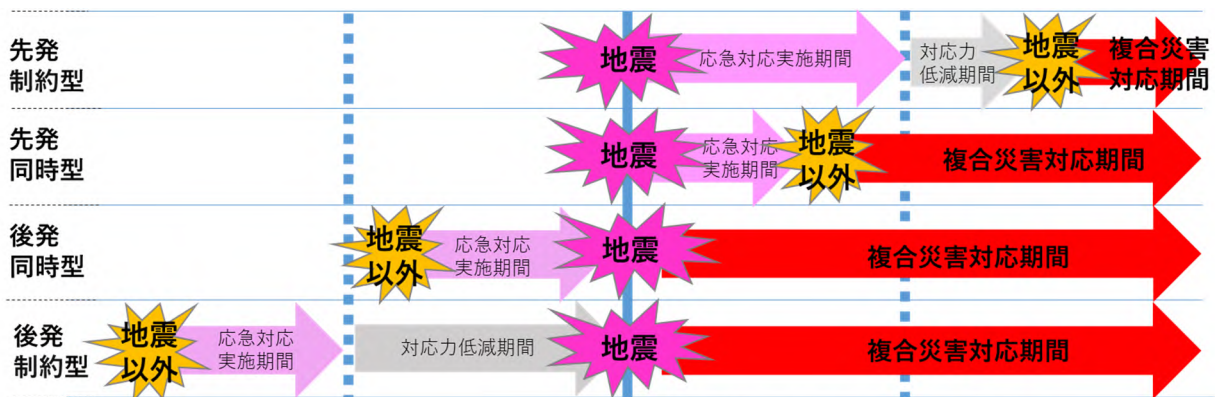 先発
制約型
地震
応急対応実施期間
対応力
低減期間
地震
以外
複合災害
対応期間
先発
同時型
地震
応急対応
実施期間
地震
以外
複合災害対応期間
後発
同時型
地震
以外
応急対応
実施期間
地震
複合災害対応期間
後発
制約型
地震
以外
応急対応
実施期間
対応力低減期間
地震
複合災害対応期間